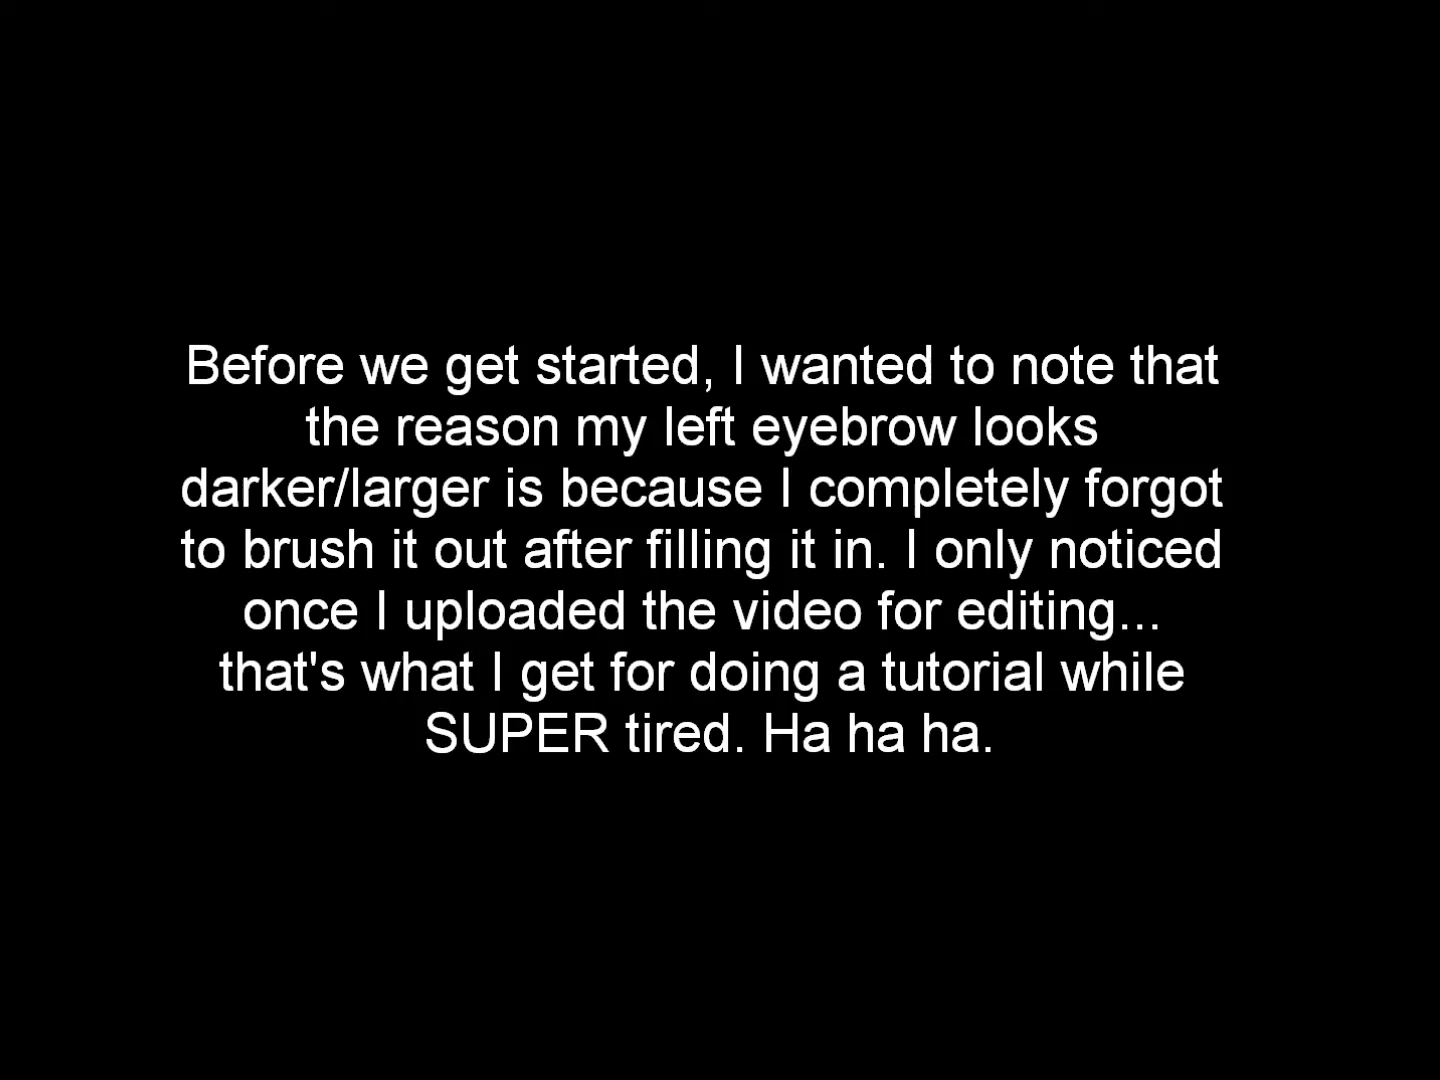 Before we get started, I wanted to note that
the reason my left eyebrow looks
darker/larger is because I completely forgot
to brush it out after filling it in. I only noticed
once I uploaded the video for editing...
that's what I get for doing a tutorial while
SUPER tired. Ha ha ha.